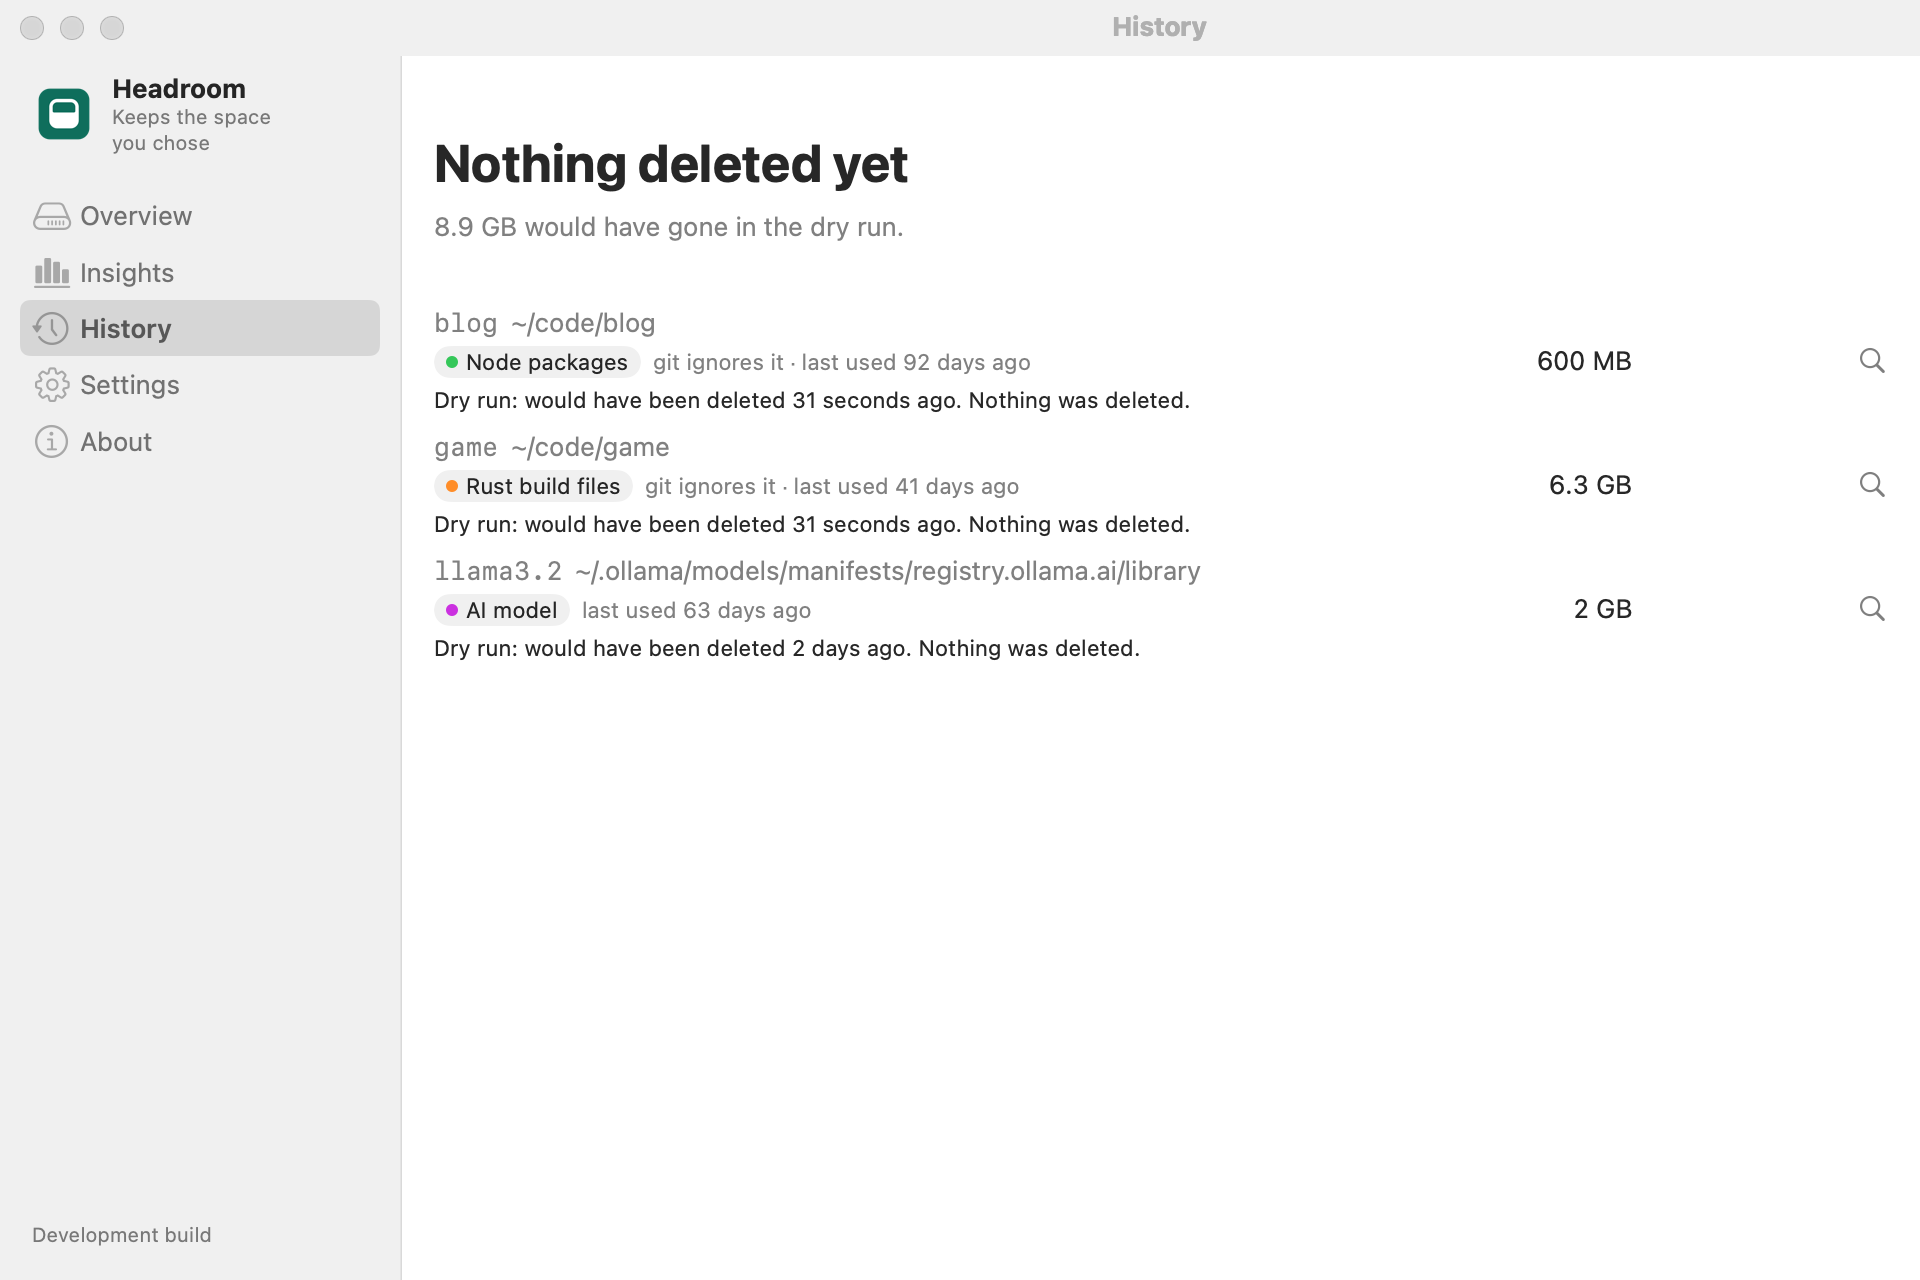 History
Headroom
Keeps the space
you chose
Overview
Insights
History
Settings
About
Development build
Nothing deleted yet
8.9 GB would have gone in the dry run.
blog ~/code/blog
Node packages git ignores it · last used 92 days ago
600 MB
Dry run: would have been deleted 31 seconds ago. Nothing was deleted.
game ~/code/game
Rust build files git ignores it · last used 41 days ago
6.3 GB
Dry run: would have been deleted 31 seconds ago. Nothing was deleted.
llama3.2 ~/.ollama/models/manifests/registry.ollama.ai/library
AI model last used 63 days ago
2 GB
Dry run: would have been deleted 2 days ago. Nothing was deleted.